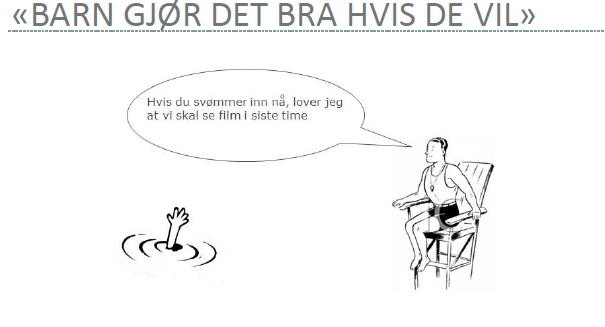 «BARN GJØR DET BRA HVIS DE VIL»
Hvis du svømmer inn nå, lover jeg
at vi skal se film i siste time